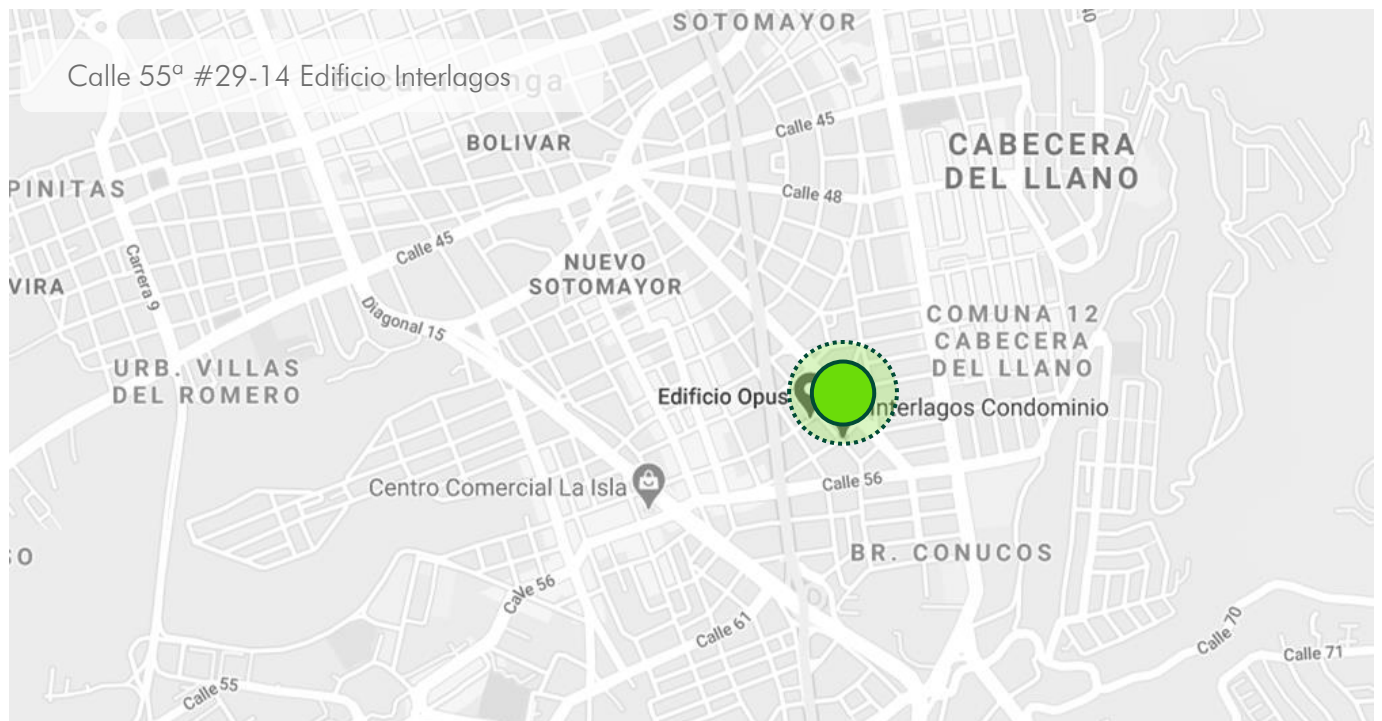 SOTOMAYOR
Calle 55ª #29-14 Edificio Interlagos
Bucaramanga
BOLIVAR
Calle 45
CABECERA
DEL LLANO
PINITAS
Calle 48
Calle 45
Carrera 9
NUEVO
SOTOMAYOR
VIRA
Diagonal 15
COMUNA 12
CABECERA
DEL LLANO
URB. VILLAS
DEL ROMERO
Edificio Opus
Interlagos Condominio
Centro Comercial La Isla
Calle 56
BR. CONUCOS
SO
Calle 56
Calle 61
Calle 70
Calle 71
Calle 55